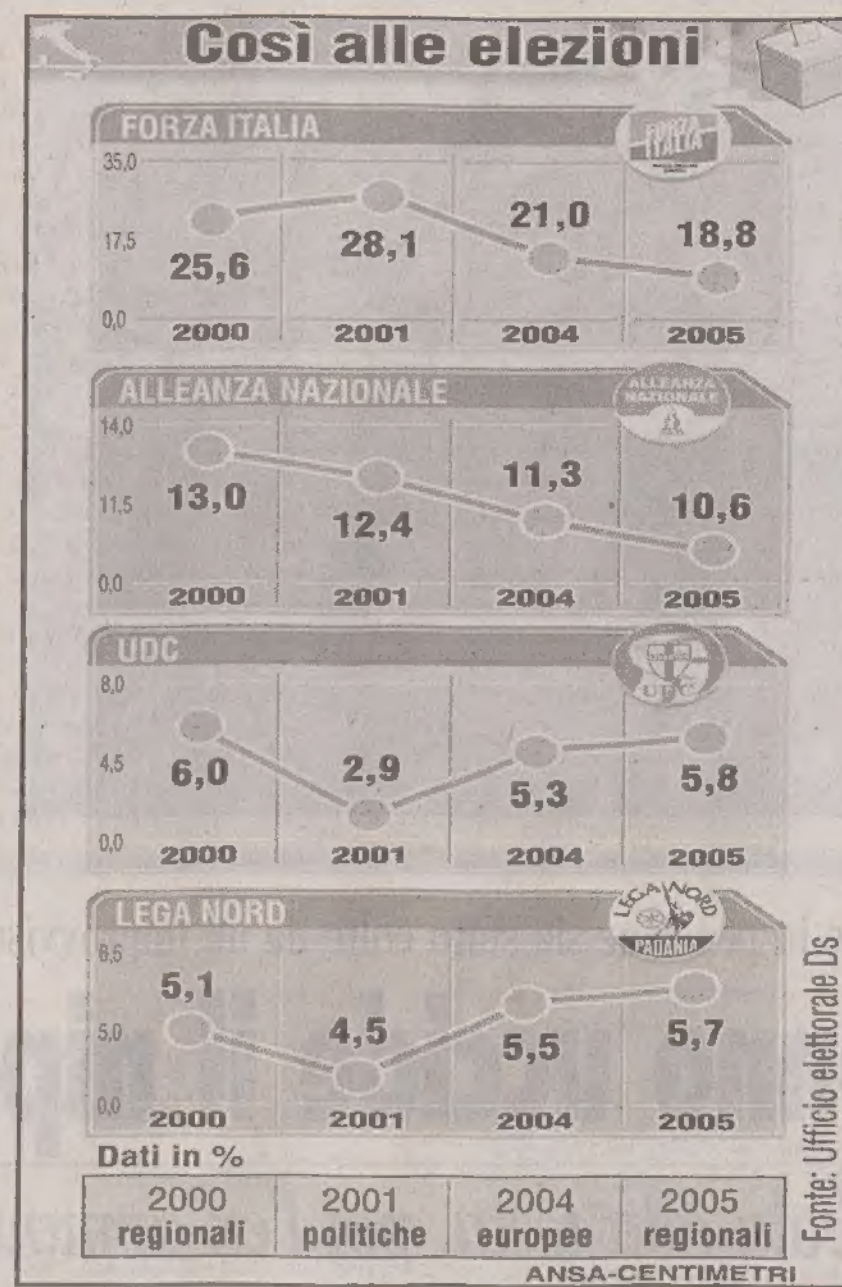 Così alle elezioni
FORZA ITALIA
FORZA ITALIA
35,0
17,5
0,0
25,6 28,1 21,0 18,8
2000 2001 2004 2005
ALLEANZA NAZIONALE
ALLEANZA NAZIONALE
14,0
11,5
0,0
13,0 12,4 11,3 10,6
2000 2001 2004 2005
UDC
UDC
8,0
4,5
0,0
6,0 2,9 5,3 5,8
2000 2001 2004 2005
LEGA NORD
LEGA NORD
PADANIA
6,5
5,0
0,0
5,1 4,5 5,5 5,7
2000 2001 2004 2005
Dati in %
2000 2001 2004 2005
regionali politiche europee regionali
ANSA-CENTIMETRI
Fonte: Ufficio elettorale Ds